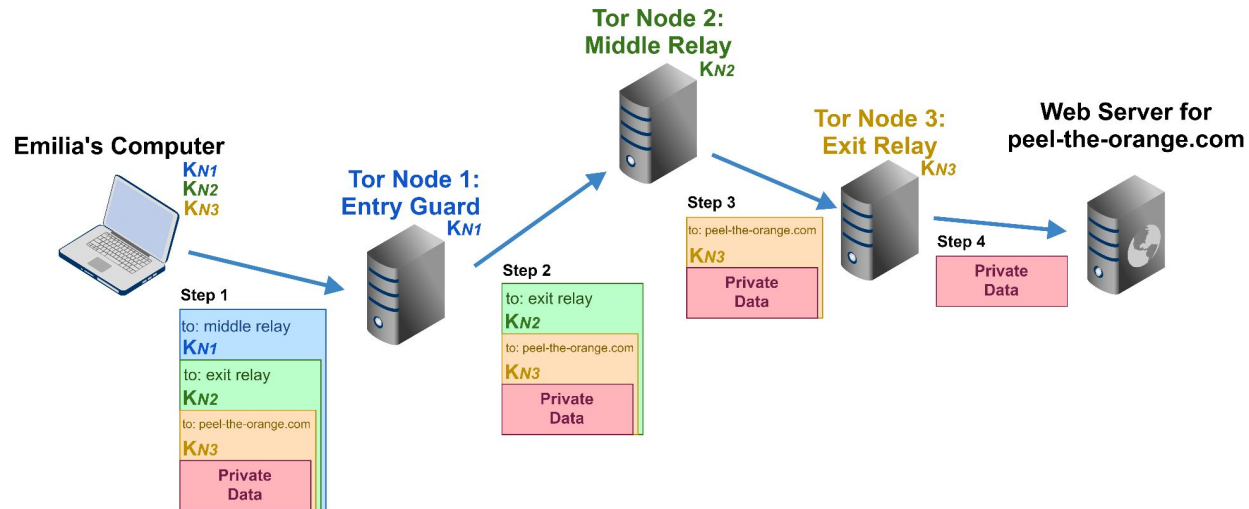 Tor Node 2:
Middle Relay
KN2
Emilia's Computer
KN1
KN2
KN3
Tor Node 1:
Entry Guard
KN1
Tor Node 3:
Exit Relay
KN3
Web Server for
peel-the-orange.com
Step 1
to: middle relay
KN1
to: exit relay
KN2
to: peel-the-orange.com
KN3
Private
Data
Step 2
to: exit relay
KN2
to: peel-the-orange.com
KN3
Private
Data
Step 3
to: peel-the-orange.com
KN3
Private
Data
Step 4
Private
Data